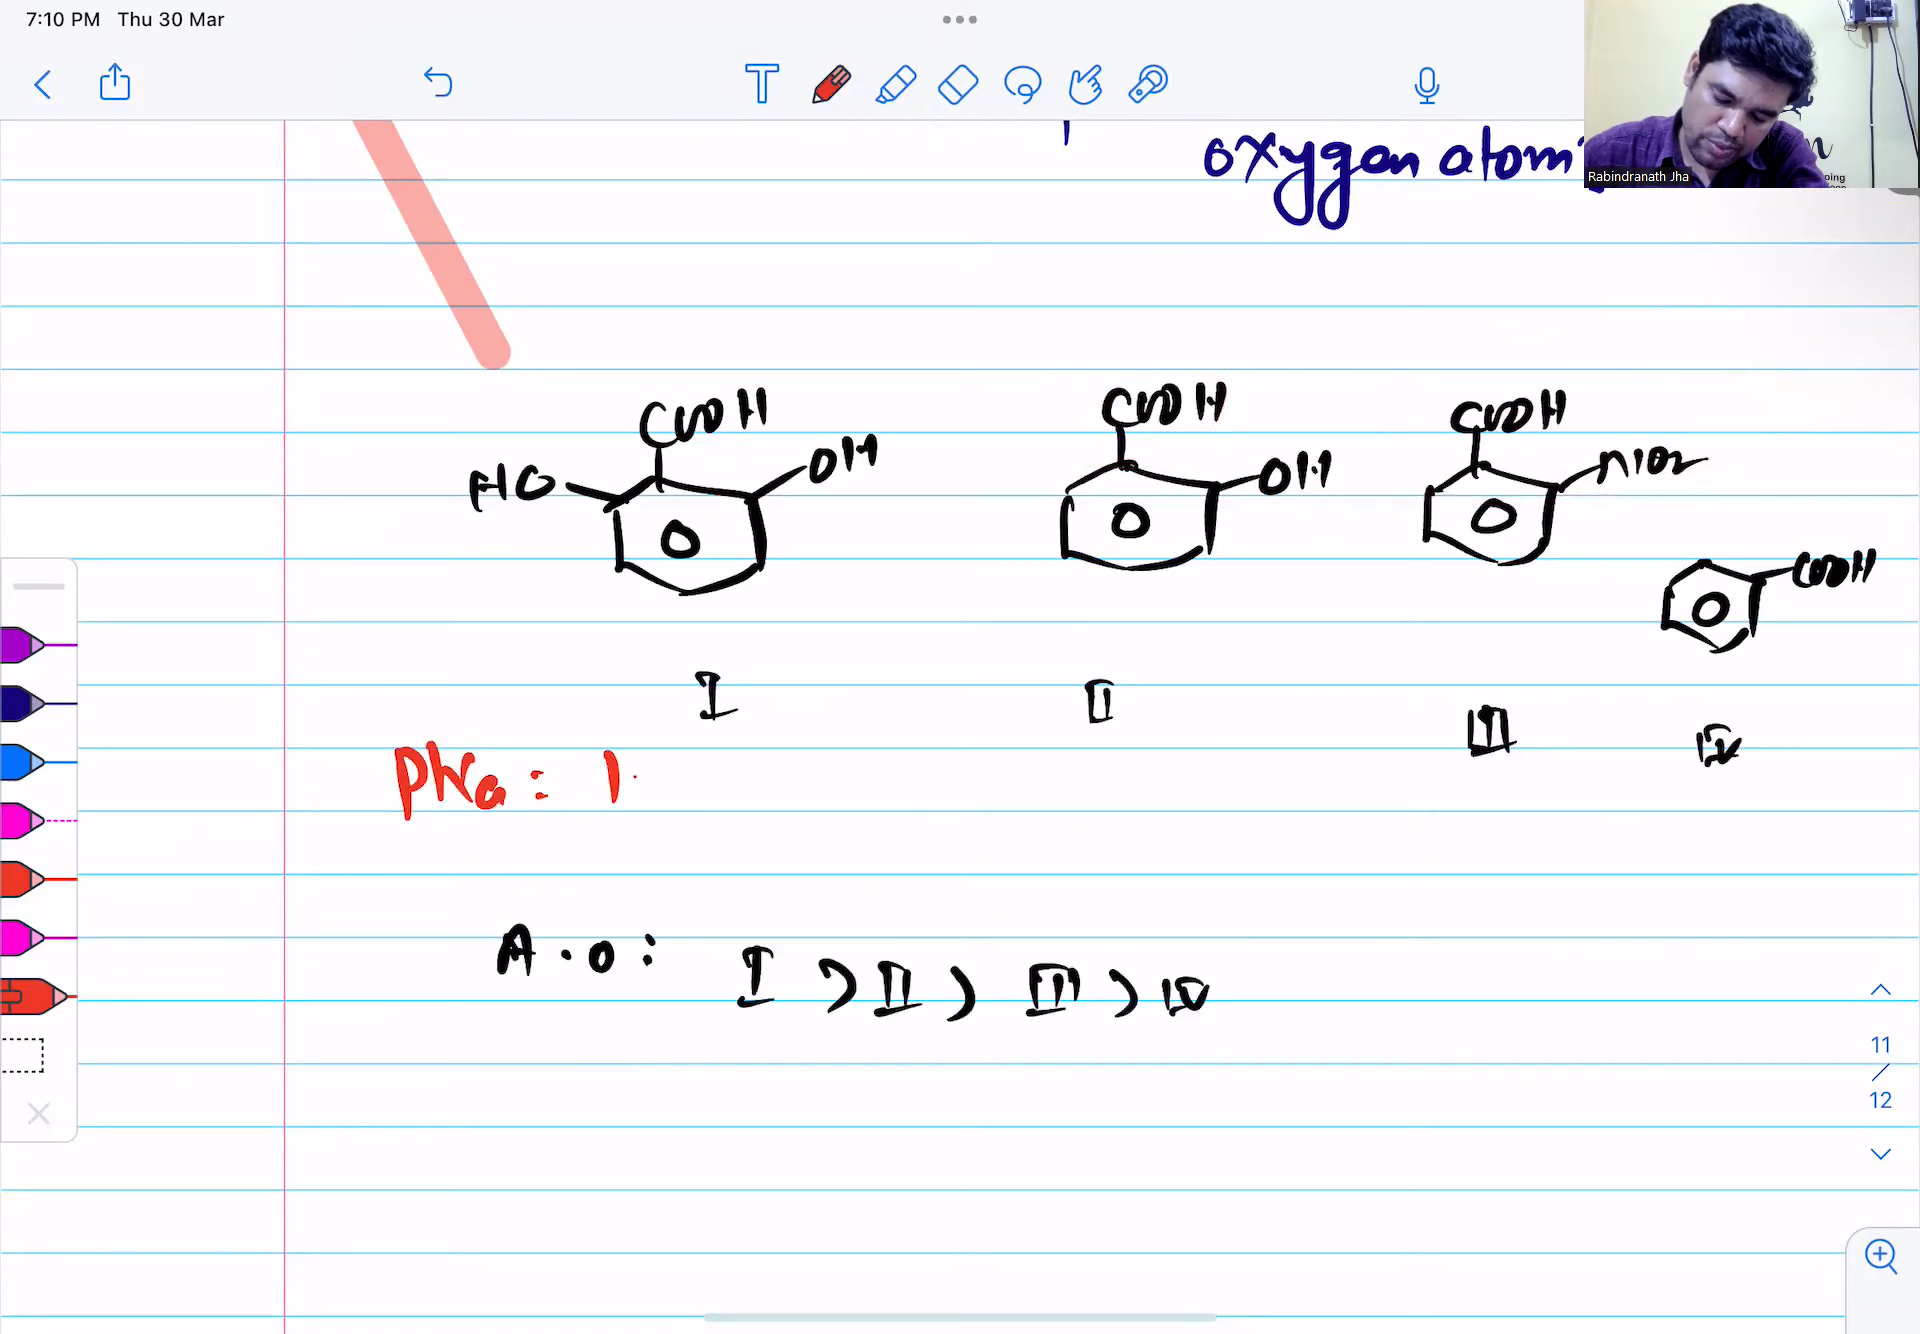 7:10 PM Thu 30 Mar
oxygen atom
Rabindranath Jha
COOH
HO OH
COOH
OH
COOH
NO2
COOH
I II III IV
pKa : 1.
A.O : I > II > III > IV
11
/
12